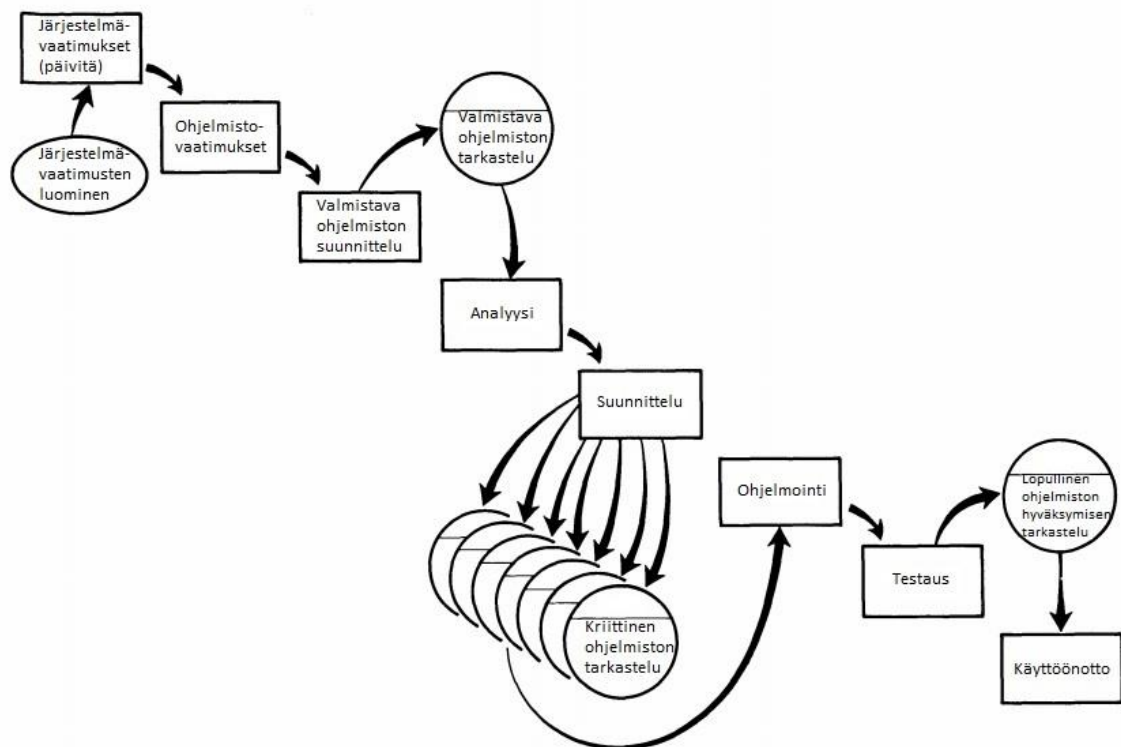 Järjestelmä-
vaatimukset
(päivitä)
Järjestelmä-
vaatimusten
luominen
Ohjelmisto-
vaatimukset
Valmistava
ohjelmiston
suunnittelu
Valmistava
ohjelmiston
tarkastelu
Analyysi
Suunnittelu
Kriittinen
ohjelmiston
tarkastelu
Ohjelmointi
Testaus
Lopullinen
ohjelmiston
hyväksymisen
tarkastelu
Käyttöönotto